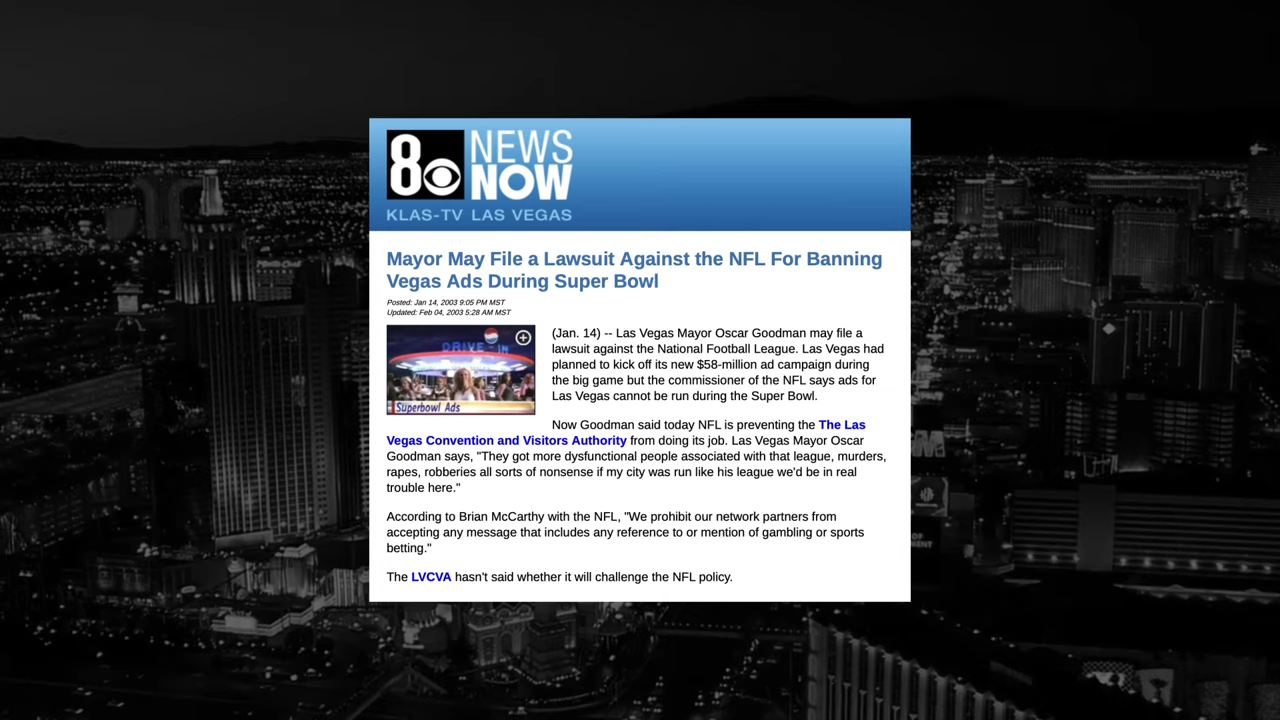 8 NEWS
NOW
KLAS-TV LAS VEGAS
Mayor May File a Lawsuit Against the NFL For Banning
Vegas Ads During Super Bowl
Posted: Jan 14, 2003 9:05 PM MST
Updated: Feb 04, 2003 5:28 AM MST
DRIVE-IN
Superbowl Ads
(Jan. 14) -- Las Vegas Mayor Oscar Goodman may file a
lawsuit against the National Football League. Las Vegas had
planned to kick off its new $58-million ad campaign during
the big game but the commissioner of the NFL says ads for
Las Vegas cannot be run during the Super Bowl.
Now Goodman said today NFL is preventing the The Las
Vegas Convention and Visitors Authority from doing its job. Las Vegas Mayor Oscar
Goodman says, "They got more dysfunctional people associated with that league, murders,
rapes, robberies all sorts of nonsense if my city was run like his league we'd be in real
trouble here."
According to Brian McCarthy with the NFL, "We prohibit our network partners from
accepting any message that includes any reference to or mention of gambling or sports
betting."
The LVCVA hasn't said whether it will challenge the NFL policy.